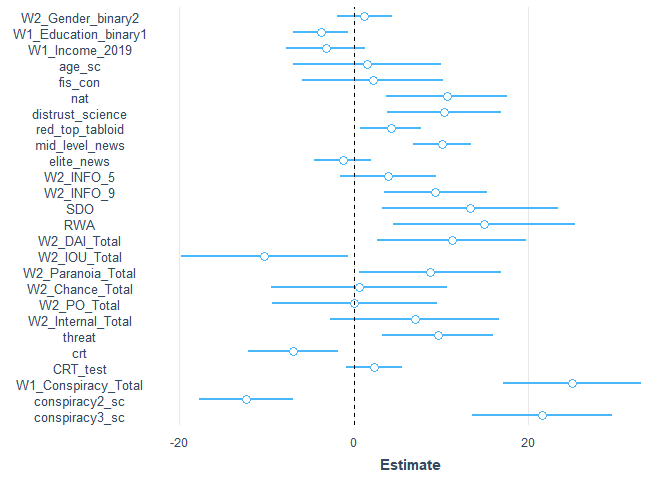 W2_Gender_binary2
W1_Education_binary1
W1_Income_2019
age_sc
fis_con
nat
distrust_science
red_top_tabloid
mid_level_news
elite_news
W2_INFO_5
W2_INFO_9
SDO
RWA
W2_DAI_Total
W2_IOU_Total
W2_Paranoia_Total
W2_Chance_Total
W2_PO_Total
W2_Internal_Total
threat
crt
CRT_test
W1_Conspiracy_Total
conspiracy2_sc
conspiracy3_sc
-20 0 20
Estimate